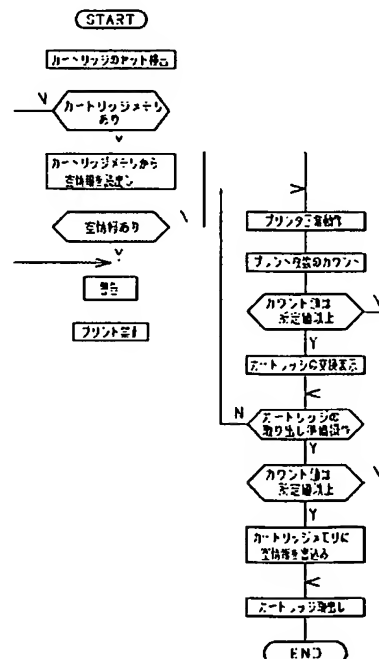 START
カートリッジのセット検出
N
カートリッジメモリ
あり
Y
カートリッジメモリから
空情報を読出し
空情報あり
N
Y
警告
プリント禁止
プリンタ正常動作
プリント枚数のカウント
カウント値は
所定値以上
N
Y
カートリッジの交換表示
N
カートリッジの
取り出し準備操作
Y
カウント値は
所定値以上
N
Y
カートリッジメモリに
空情報を書込み
カートリッジ取出し
END